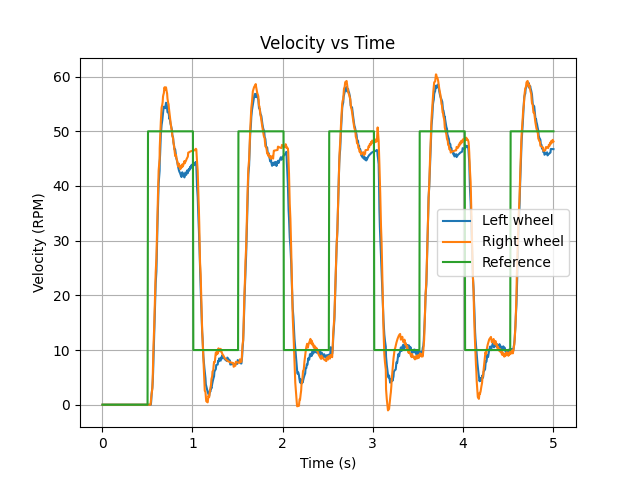 Velocity vs Time
60
50
40
30
20
10
0
Velocity (RPM)
Left wheel
Right wheel
Reference
0 1 2 3 4 5
Time (s)